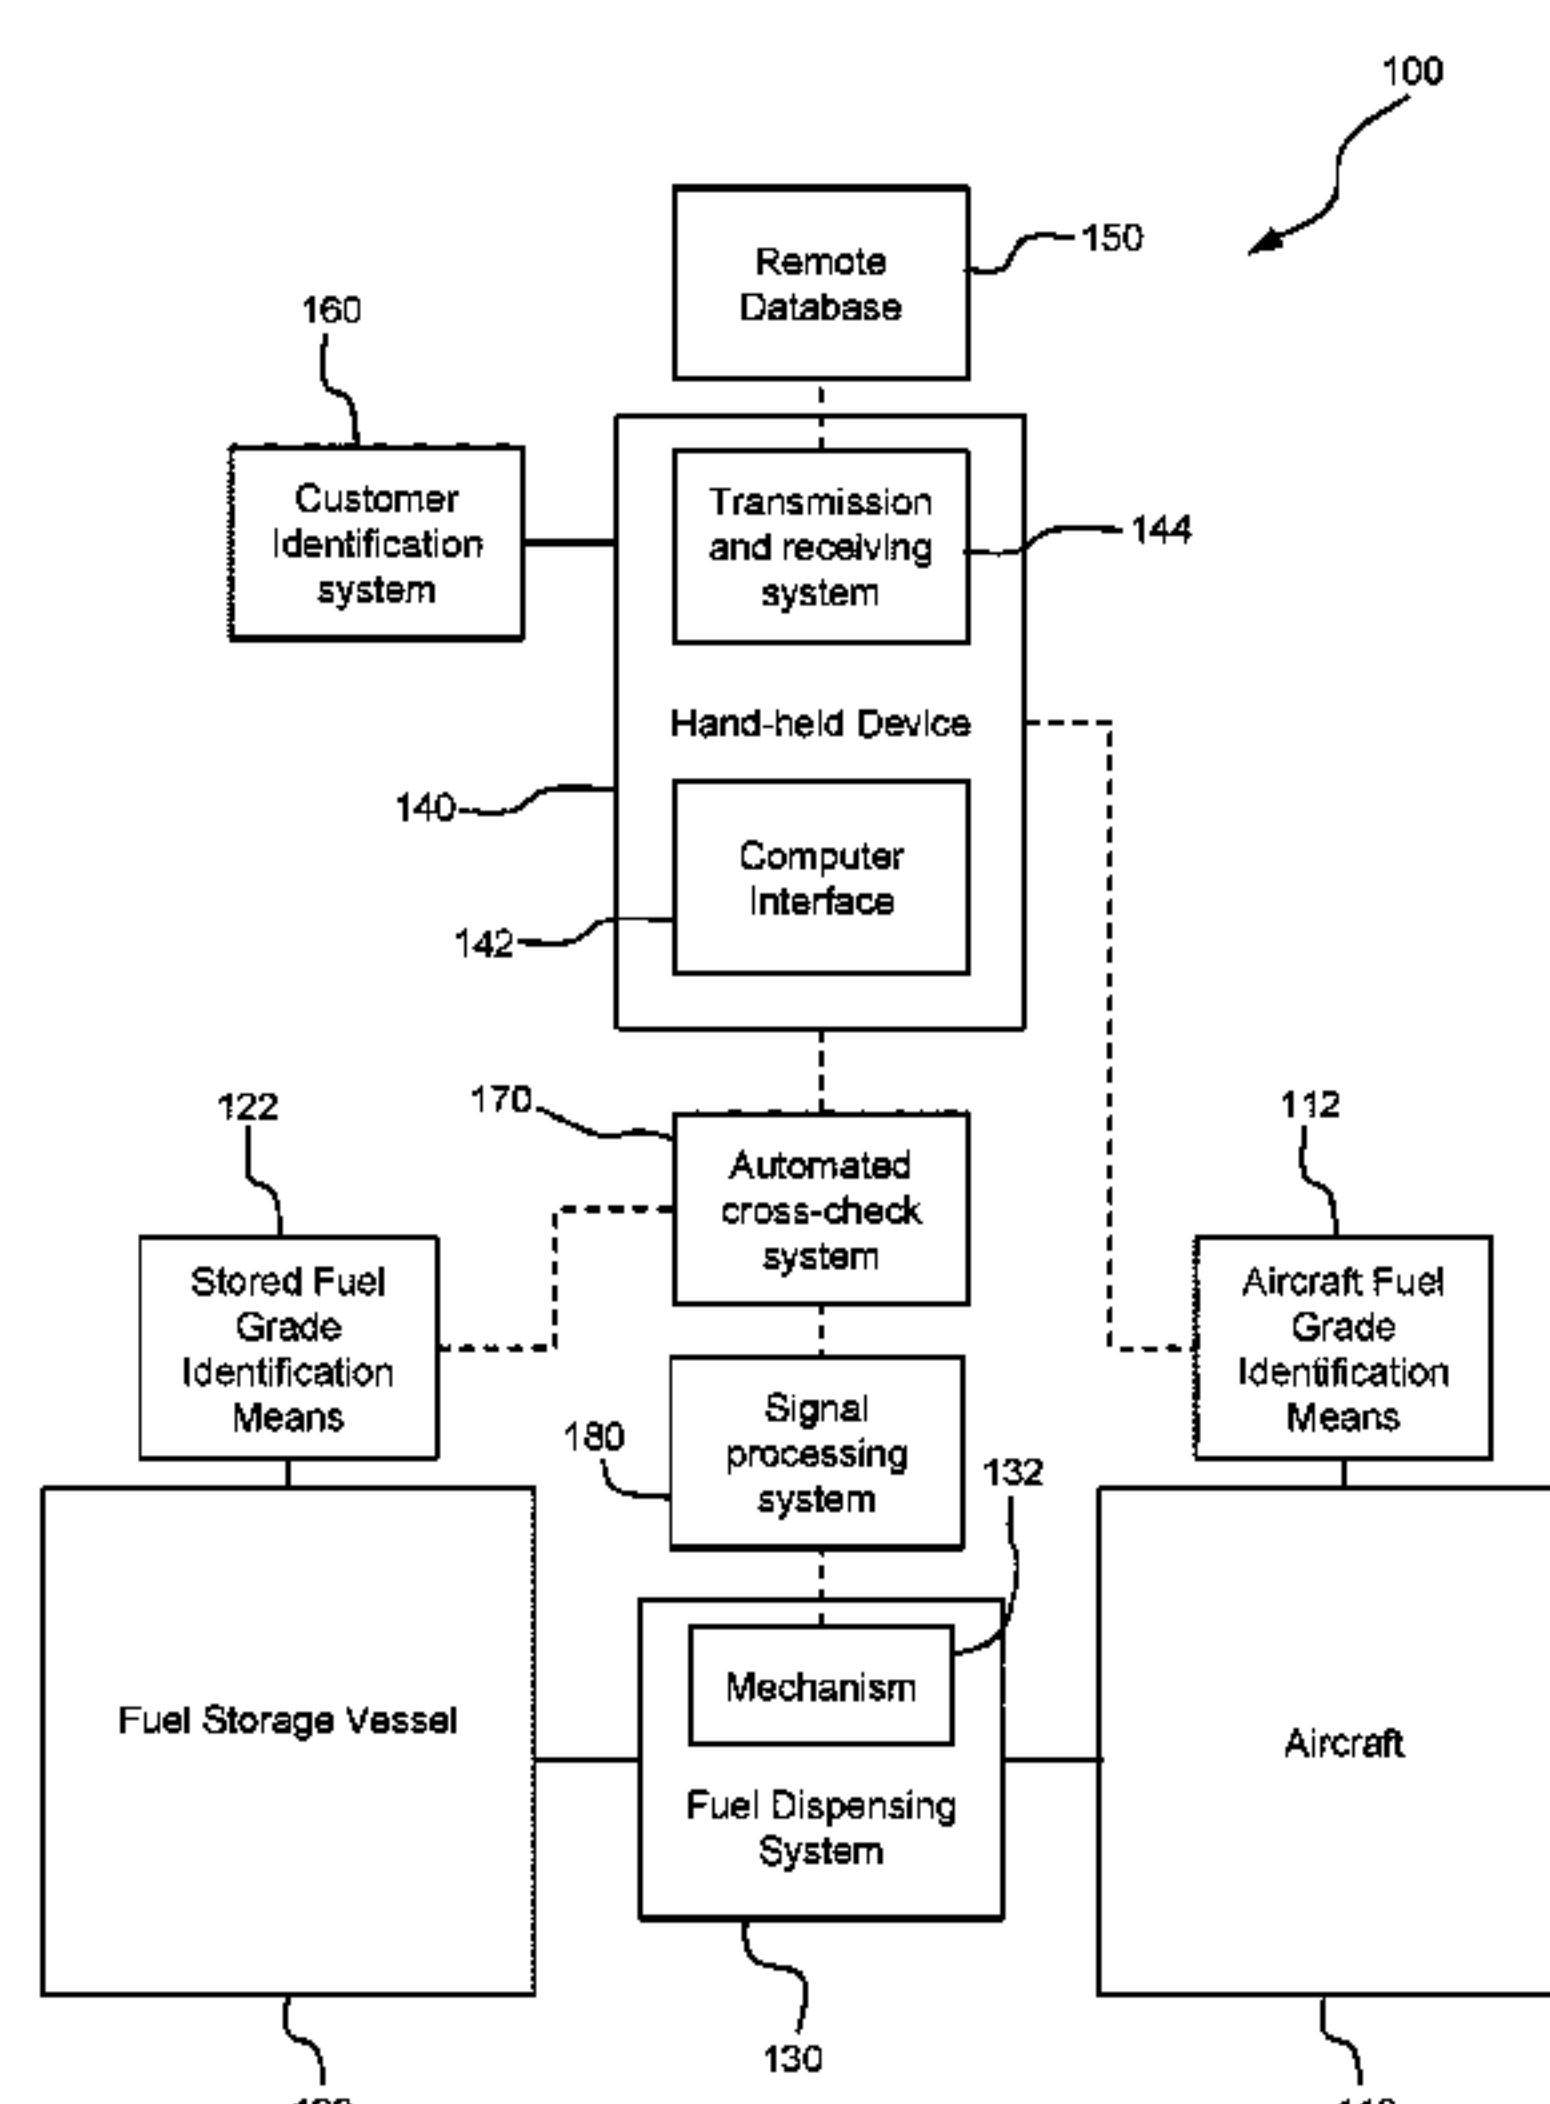 100
Remote
Database
150
160
Customer
Identification
system
Transmission
and receiving
system
144
Hand-held Device
140
Computer
Interface
142
122
170
112
Automated
cross-check
system
Stored Fuel
Grade
Identification
Means
Aircraft Fuel
Grade
Identification
Means
180
Signal
processing
system
132
Mechanism
Fuel Storage Vessel
Aircraft
Fuel Dispensing
System
130